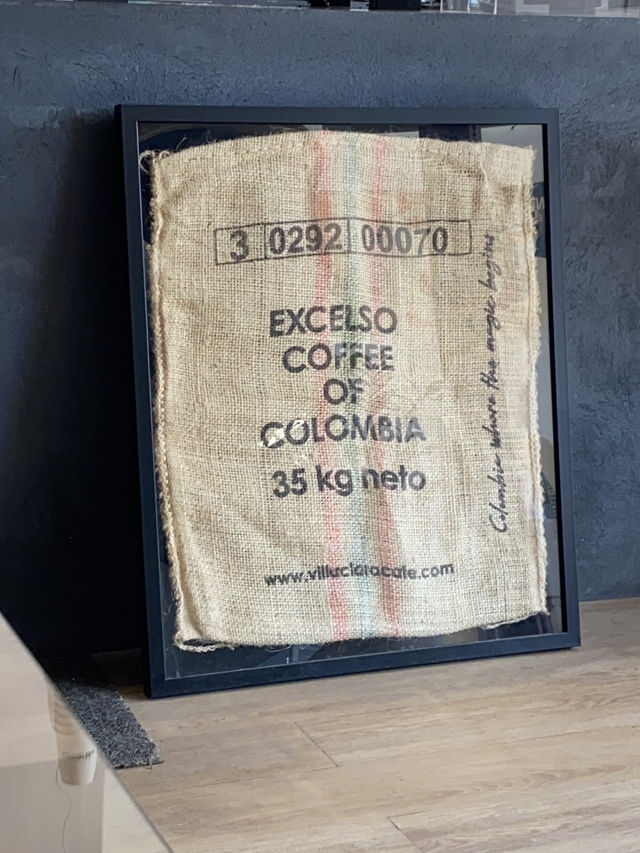 3 0292 00070
EXCELSO
COFFEE
OF
COLOMBIA
35 kg neto
www.villaclaracafe.com
Colombia where the magic begins